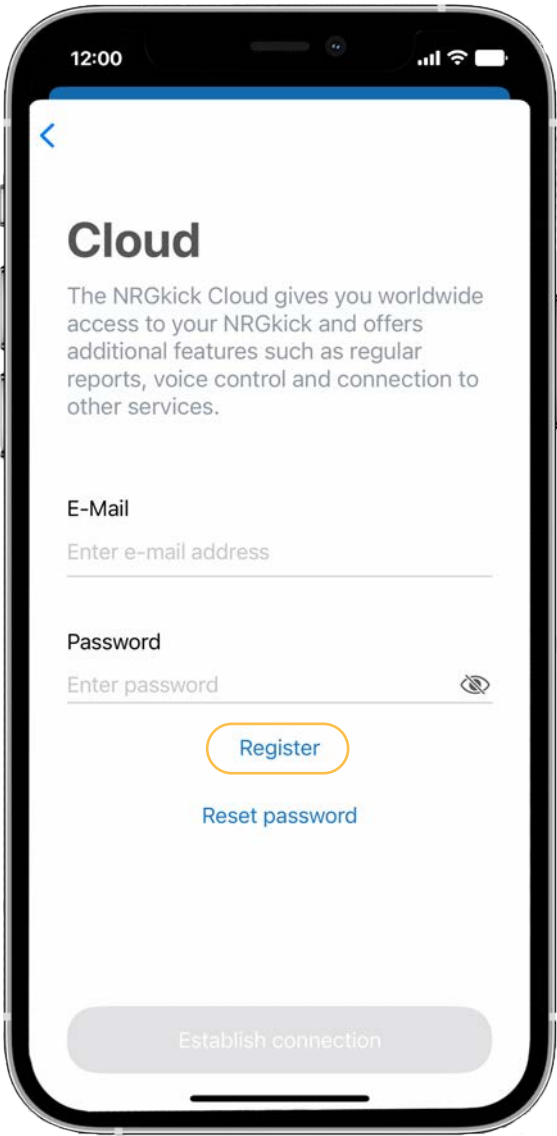 12:00
Cloud
The NRGkick Cloud gives you worldwide
access to your NRGkick and offers
additional features such as regular
reports, voice control and connection to
other services.
E-Mail
Enter e-mail address
Password
Enter password
Register
Reset password
Establish connection